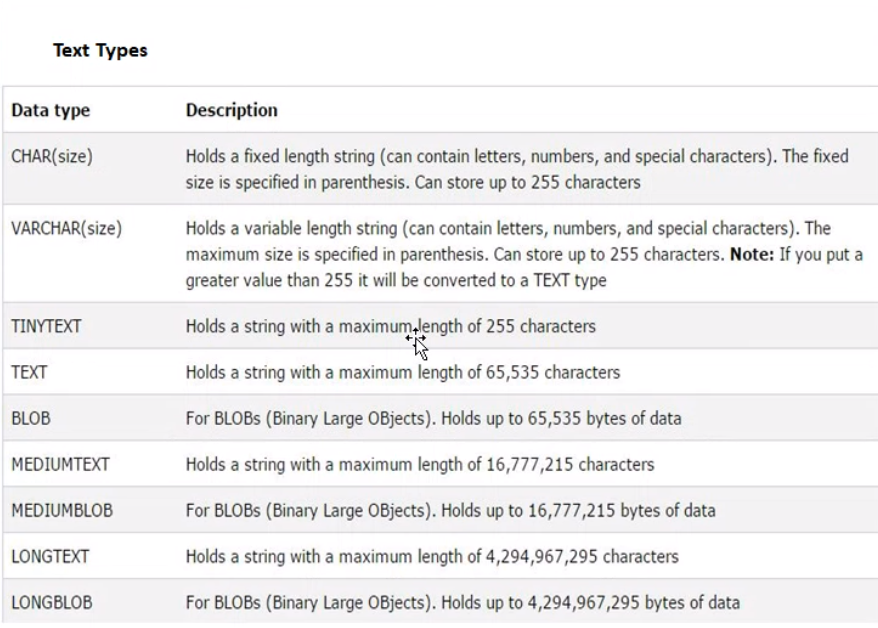 Text Types
Data type Description
CHAR(size) Holds a fixed length string (can contain letters, numbers, and special characters). The fixed
size is specified in parenthesis. Can store up to 255 characters
VARCHAR(size) Holds a variable length string (can contain letters, numbers, and special characters). The
maximum size is specified in parenthesis. Can store up to 255 characters. Note: If you put a
greater value than 255 it will be converted to a TEXT type
TINYTEXT Holds a string with a maximum length of 255 characters
TEXT Holds a string with a maximum length of 65,535 characters
BLOB For BLOBs (Binary Large OBjects). Holds up to 65,535 bytes of data
MEDIUMTEXT Holds a string with a maximum length of 16,777,215 characters
MEDIUMBLOB For BLOBs (Binary Large OBjects). Holds up to 16,777,215 bytes of data
LONGTEXT Holds a string with a maximum length of 4,294,967,295 characters
LONGBLOB For BLOBs (Binary Large OBjects). Holds up to 4,294,967,295 bytes of data